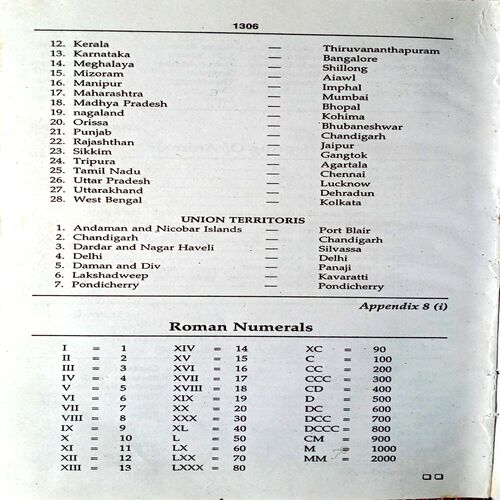 1306
12. Kerala — Thiruvananthapuram
13. Karnataka — Bangalore
14. Meghalaya — Shillong
15. Mizoram — Aiawl
16. Manipur — Imphal
17. Maharashtra — Mumbai
18. Madhya Pradesh — Bhopal
19. nagaland — Kohima
20. Orissa — Bhubaneshwar
21. Punjab — Chandigarh
22. Rajashthan — Jaipur
23. Sikkim — Gangtok
24. Tripura — Agartala
25. Tamil Nadu — Chennai
26. Uttar Pradesh — Lucknow
27. Uttarakhand — Dehradun
28. West Bengal — Kolkata
UNION TERRITORIS
1. Andaman and Nicobar Islands — Port Blair
2. Chandigarh — Chandigarh
3. Dardar and Nagar Haveli — Silvassa
4. Delhi — Delhi
5. Daman and Div — Panaji
6. Lakshadweep — Kavaratti
7. Pondicherry — Pondicherry
Appendix 8 (i)
Roman Numerals
I = 1 XIV = 14 XC = 90
II = 2 XV = 15 C = 100
III = 3 XVI = 16 CC = 200
IV = 4 XVII = 17 CCC = 300
V = 5 XVIII = 18 CD = 400
VI = 6 XIX = 19 D = 500
VII = 7 XX = 20 DC = 600
VIII = 8 XXX = 30 DCC = 700
IX = 9 XL = 40 DCCC = 800
X = 10 L = 50 CM = 900
XI = 11 LX = 60 M = 1000
XII = 12 LXX = 70 MM = 2000
XIII = 13 LXXX = 80